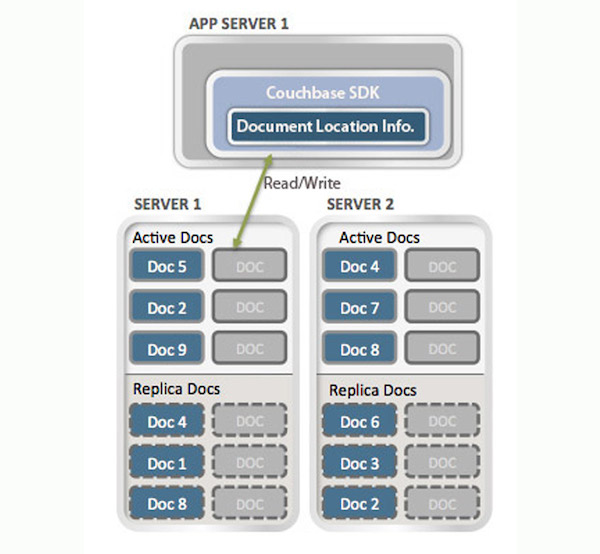 APP SERVER 1
Couchbase SDK
Document Location Info.
Read/Write
SERVER 1
Active Docs
Doc 5 DOC
Doc 2 DOC
Doc 9 DOC
Replica Docs
Doc 4 DOC
Doc 1 DOC
Doc 8 DOC
SERVER 2
Active Docs
Doc 4 DOC
Doc 7 DOC
Doc 8 DOC
Replica Docs
Doc 6 DOC
Doc 3 DOC
Doc 2 DOC